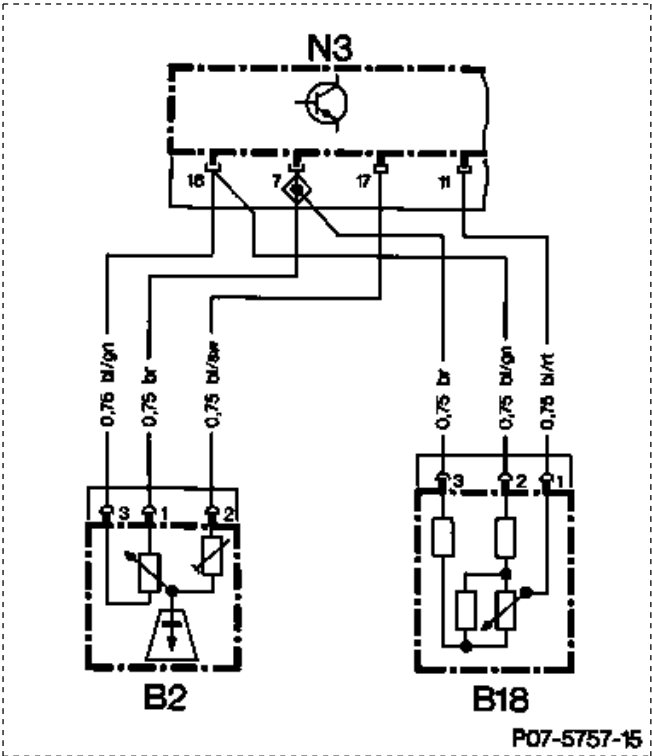 N3
18 7 17 11
0,75 bl/gn
0,75 br
0,75 bl/sw
0,75 br
0,75 bl/gn
0,75 bl/rt
3 1 2
3 2 1
B2
B18
P07-5757-15